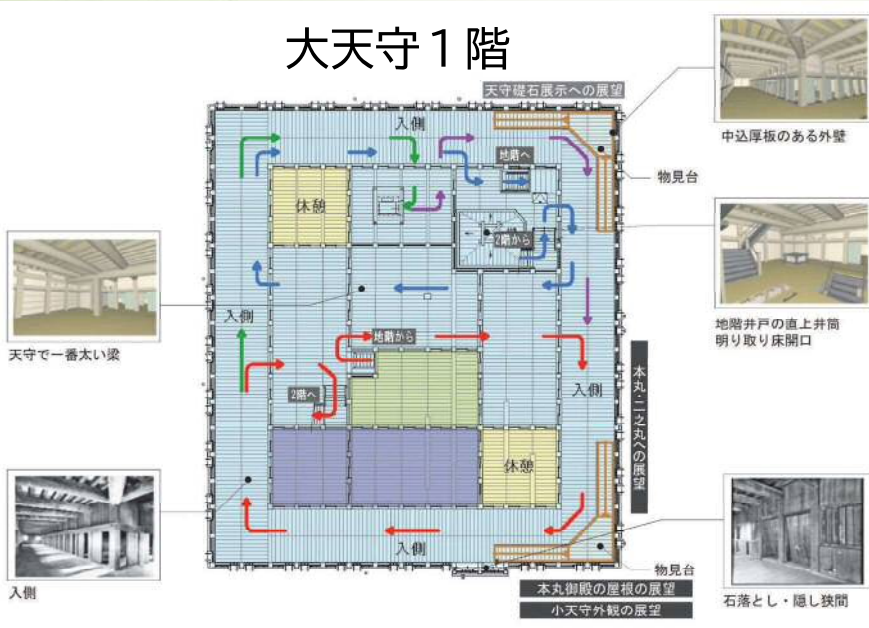 大天守１階
天守礎石展示への展望
入側
中込厚板のある外壁
地階へ
物見台
休憩
2階から
入側
地階井戸の直上井筒
明り取り床開口
天守で一番太い梁
地階から
本丸・二之丸への展望
入側
2階へ
休憩
入側
物見台
本丸御殿の屋根の展望
小天守外観の展望
入側
石落とし・隠し狭間